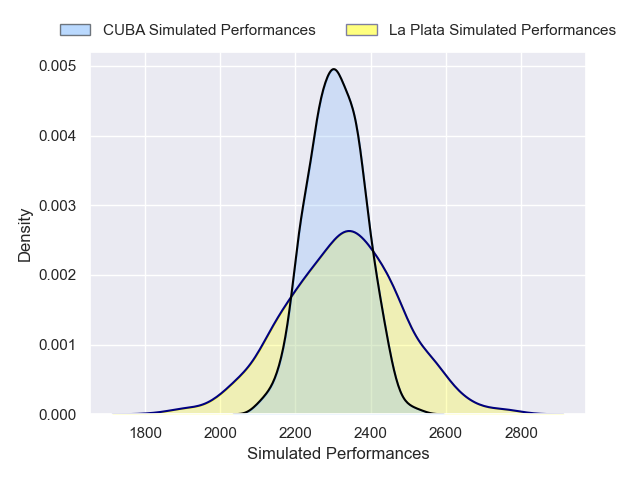 CUBA Simulated Performances La Plata Simulated Performances
0.005
0.004
0.003
0.002
0.001
0.000
Density
1800 2000 2200 2400 2600 2800
Simulated Performances